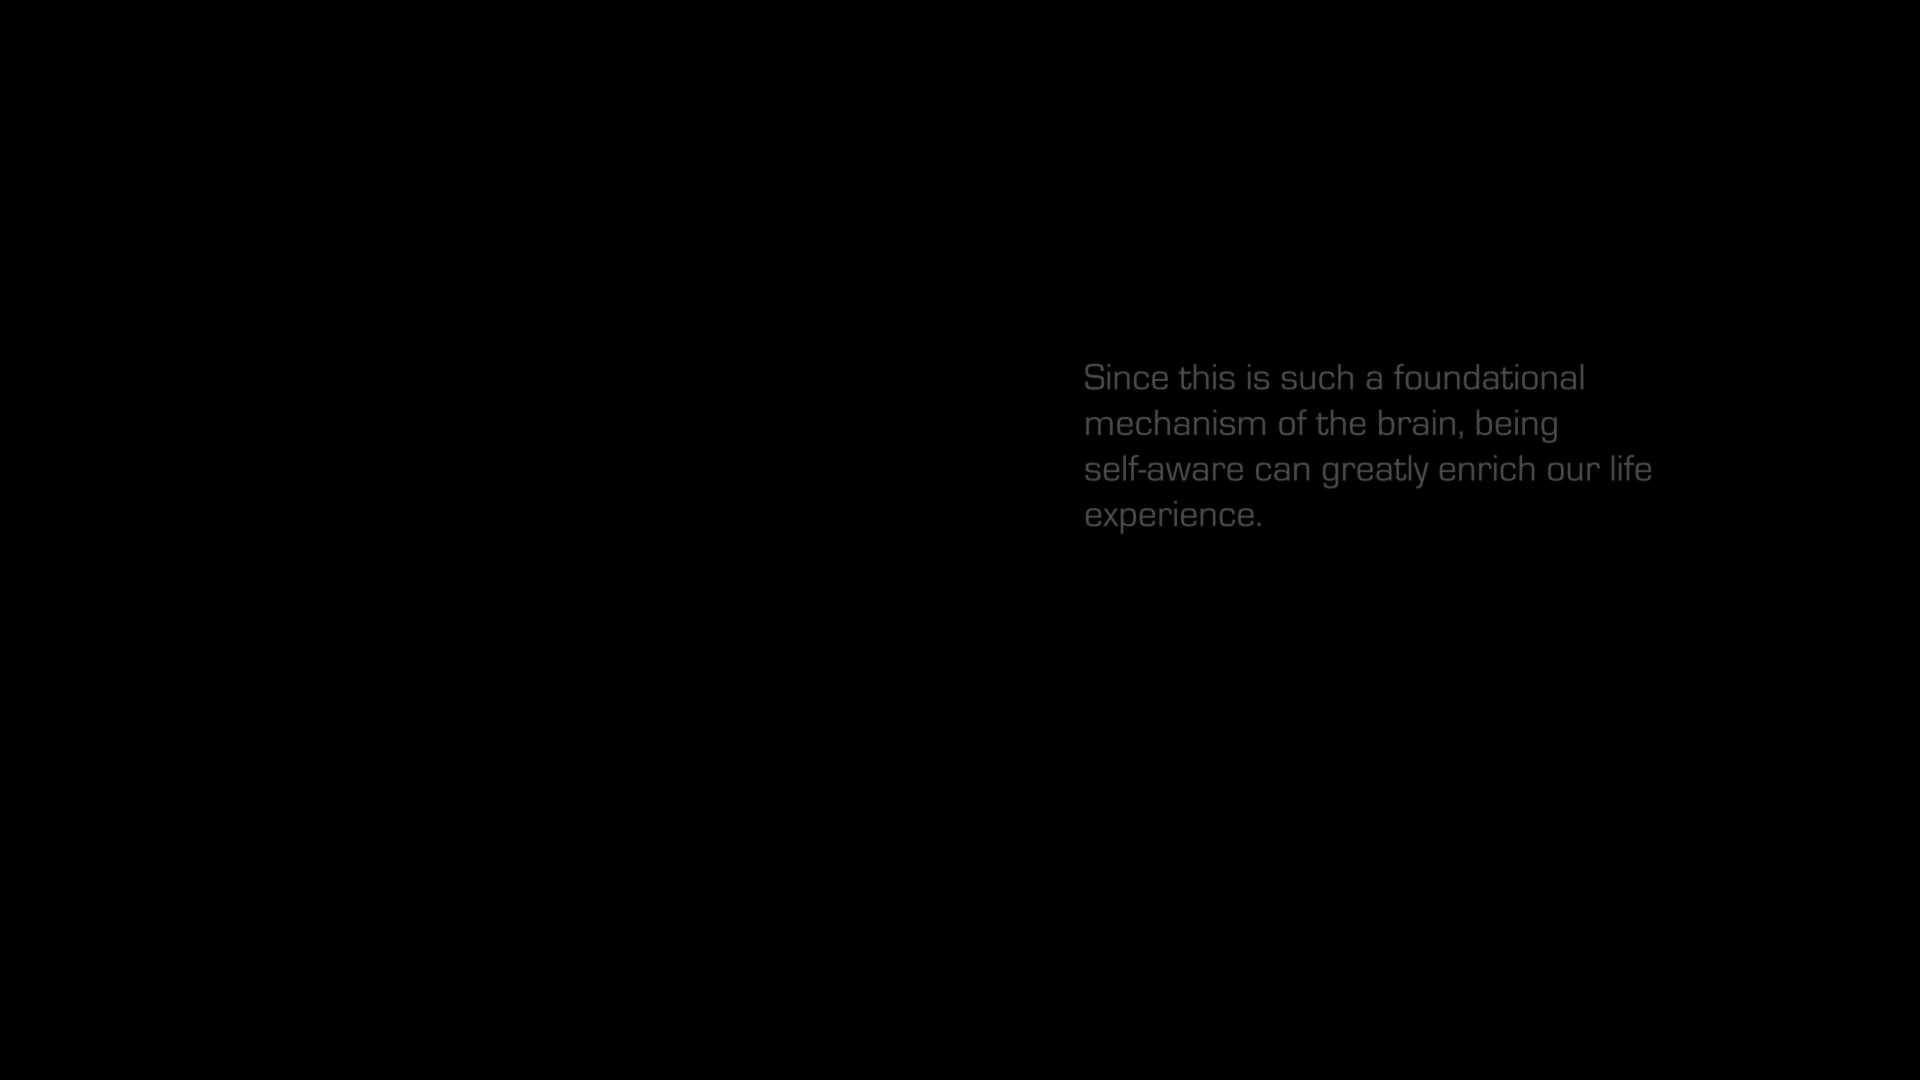 Since this is such a foundational
mechanism of the brain, being
self-aware can greatly enrich our life
experience.